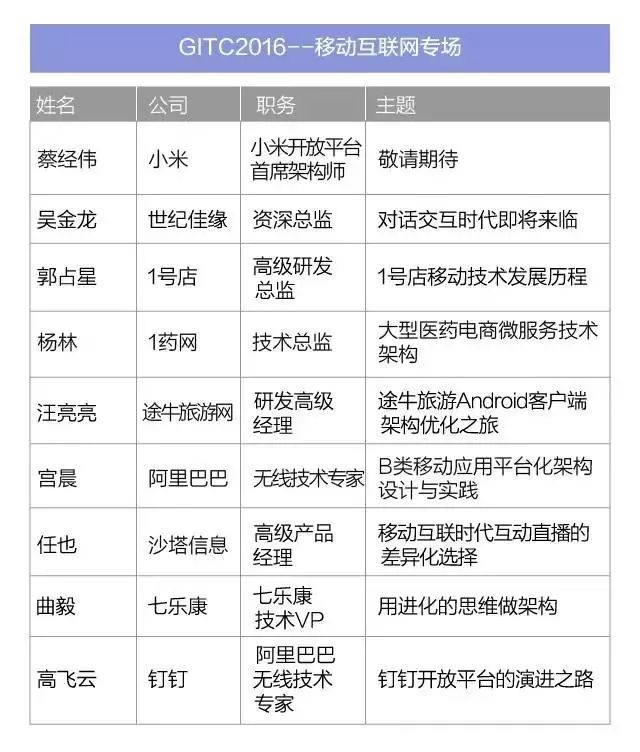 GITC2016--移动互联网专场
姓名 公司 职务 主题
蔡经伟 小米 小米开放平台
首席架构师 敬请期待
吴金龙 世纪佳缘 资深总监 对话交互时代即将来临
郭占星 1号店 高级研发
总监 1号店移动技术发展历程
杨林 1药网 技术总监 大型医药电商微服务技术
架构
汪亮亮 途牛旅游网 研发高级
经理 途牛旅游Android客户端
架构优化之旅
宫晨 阿里巴巴 无线技术专家 B类移动应用平台化架构
设计与实践
任也 沙塔信息 高级产品
经理 移动互联时代互动直播的
差异化选择
曲毅 七乐康 七乐康
技术VP 用进化的思维做架构
高飞云 钉钉 阿里巴巴
无线技术
专家 钉钉开放平台的演进之路